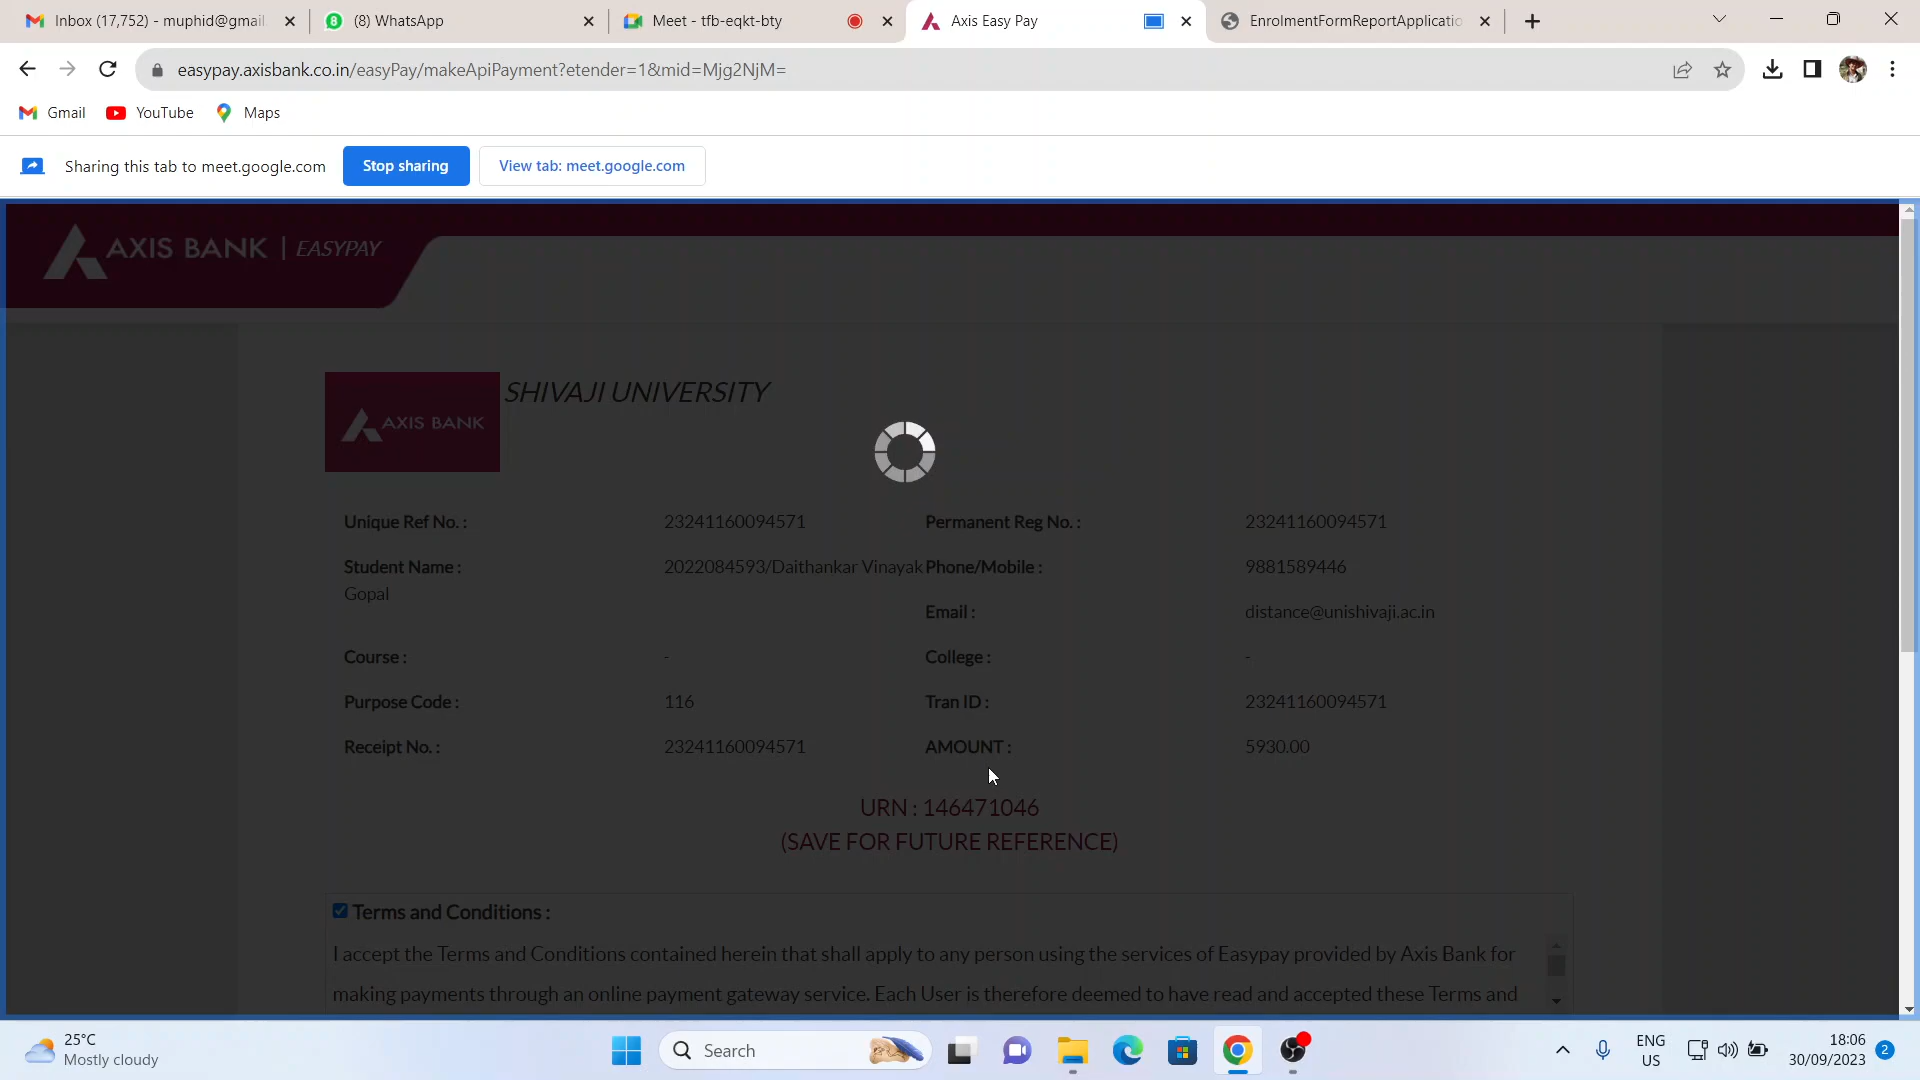 Inbox (17,752) - muphid@gmail.
(8) WhatsApp
Meet - tfb-eqkt-bty
Axis Easy Pay
EnrolmentFormReportApplicatio
easypay.axisbank.co.in/easyPay/makeApiPayment?etender=1&mid=Mjg2NjM=
Gmail YouTube Maps
Sharing this tab to meet.google.com Stop sharing View tab: meet.google.com
AXIS BANK | EASYPAY
AXIS BANK
SHIVAJI UNIVERSITY
Unique Ref No. : 23241160094571 Permanent Reg No. : 23241160094571
Student Name : 2022084593/Daithankar Vinayak Phone/Mobile : 9881589446
Gopal
Email : distance@unishivaji.ac.in
Course : - College : -
Purpose Code : 116 Tran ID : 23241160094571
Receipt No. : 23241160094571 AMOUNT : 5930.00
URN : 146471046
(SAVE FOR FUTURE REFERENCE)
Terms and Conditions :
I accept the Terms and Conditions contained herein that shall apply to any person using the services of Easypay provided by Axis Bank for
making payments through an online payment gateway service. Each User is therefore deemed to have read and accepted these Terms and
25°C
Mostly cloudy
Search
ENG
US
18:06
30/09/2023
2